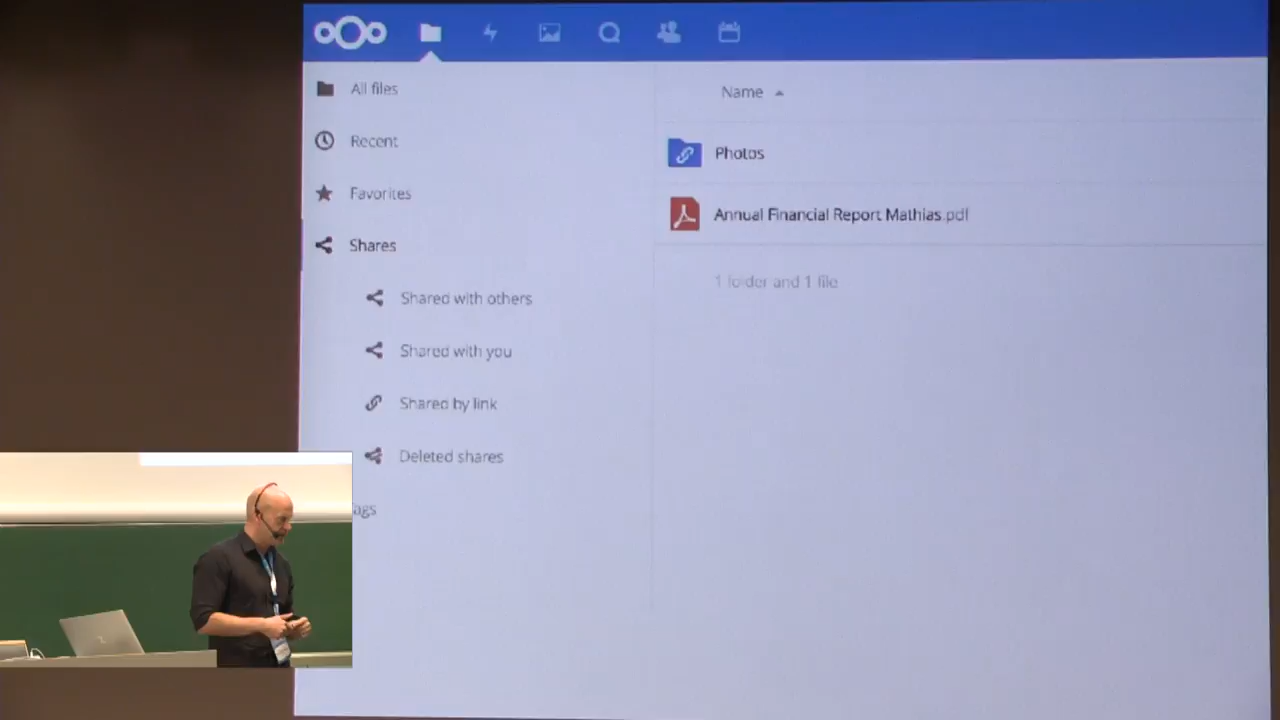 All files
Recent
Favorites
Shares
Shared with others
Shared with you
Shared by link
Deleted shares
ags
Name
Photos
Annual Financial Report Mathias.pdf
1 folder and 1 file